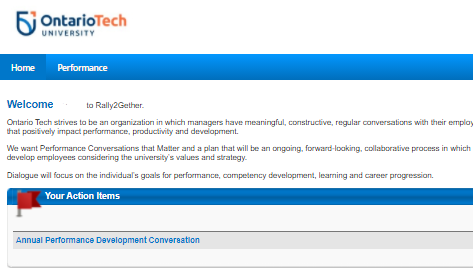 OntarioTech
UNIVERSITY
Home Performance
Welcome to Rally2Gether.
Ontario Tech strives to be an organization in which managers have meaningful, constructive, regular conversations with their employ
that positively impact performance, productivity and development.
We want Performance Conversations that Matter and a plan that will be an ongoing, forward-looking, collaborative process in which
develop employees considering the university's values and strategy.
Dialogue will focus on the individual's goals for performance, competency development, learning and career progression.
Your Action Items
Annual Performance Development Conversation